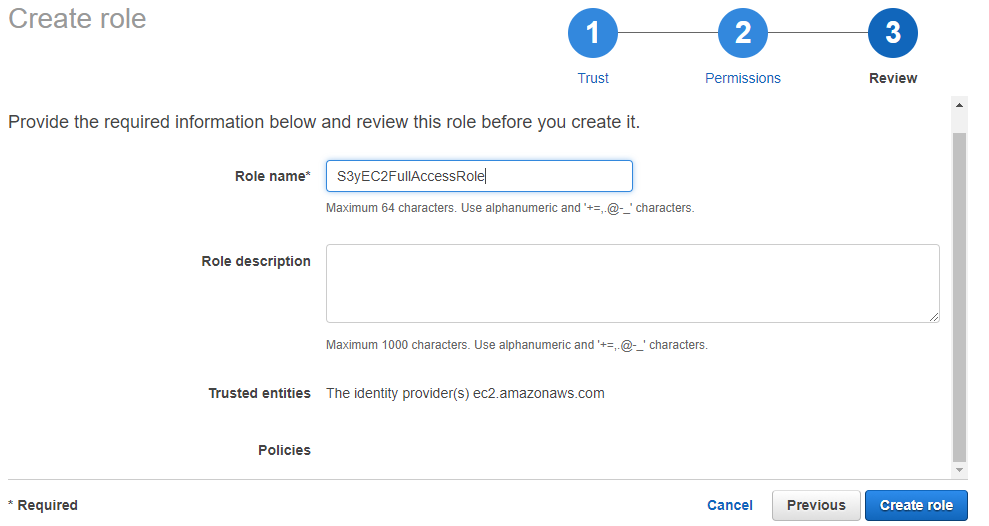 Create role
1
2
3
Trust
Permissions
Review
Provide the required information below and review this role before you create it.
Role name* S3yEC2FullAccessRole
Maximum 64 characters. Use alphanumeric and '+=,.@-_' characters.
Role description
Maximum 1000 characters. Use alphanumeric and '+=,.@-_' characters.
Trusted entities The identity provider(s) ec2.amazonaws.com
Policies
* Required
Cancel
Previous
Create role